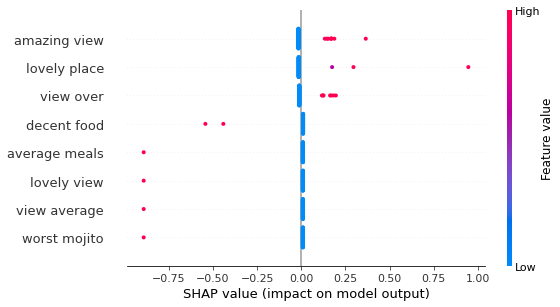 High
amazing view
lovely place
view over
decent food
average meals
lovely view
view average
worst mojito
Feature value
Low
−0.75 −0.50 −0.25 0.00 0.25 0.50 0.75 1.00
SHAP value (impact on model output)